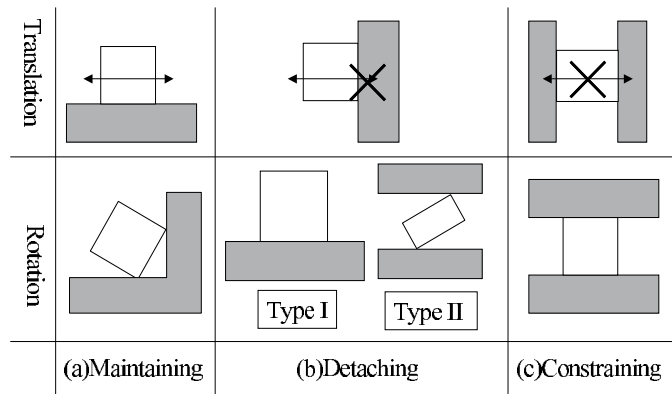 Translation
Rotation
Type I
Type II
(a)Maintaining
(b)Detaching
(c)Constraining